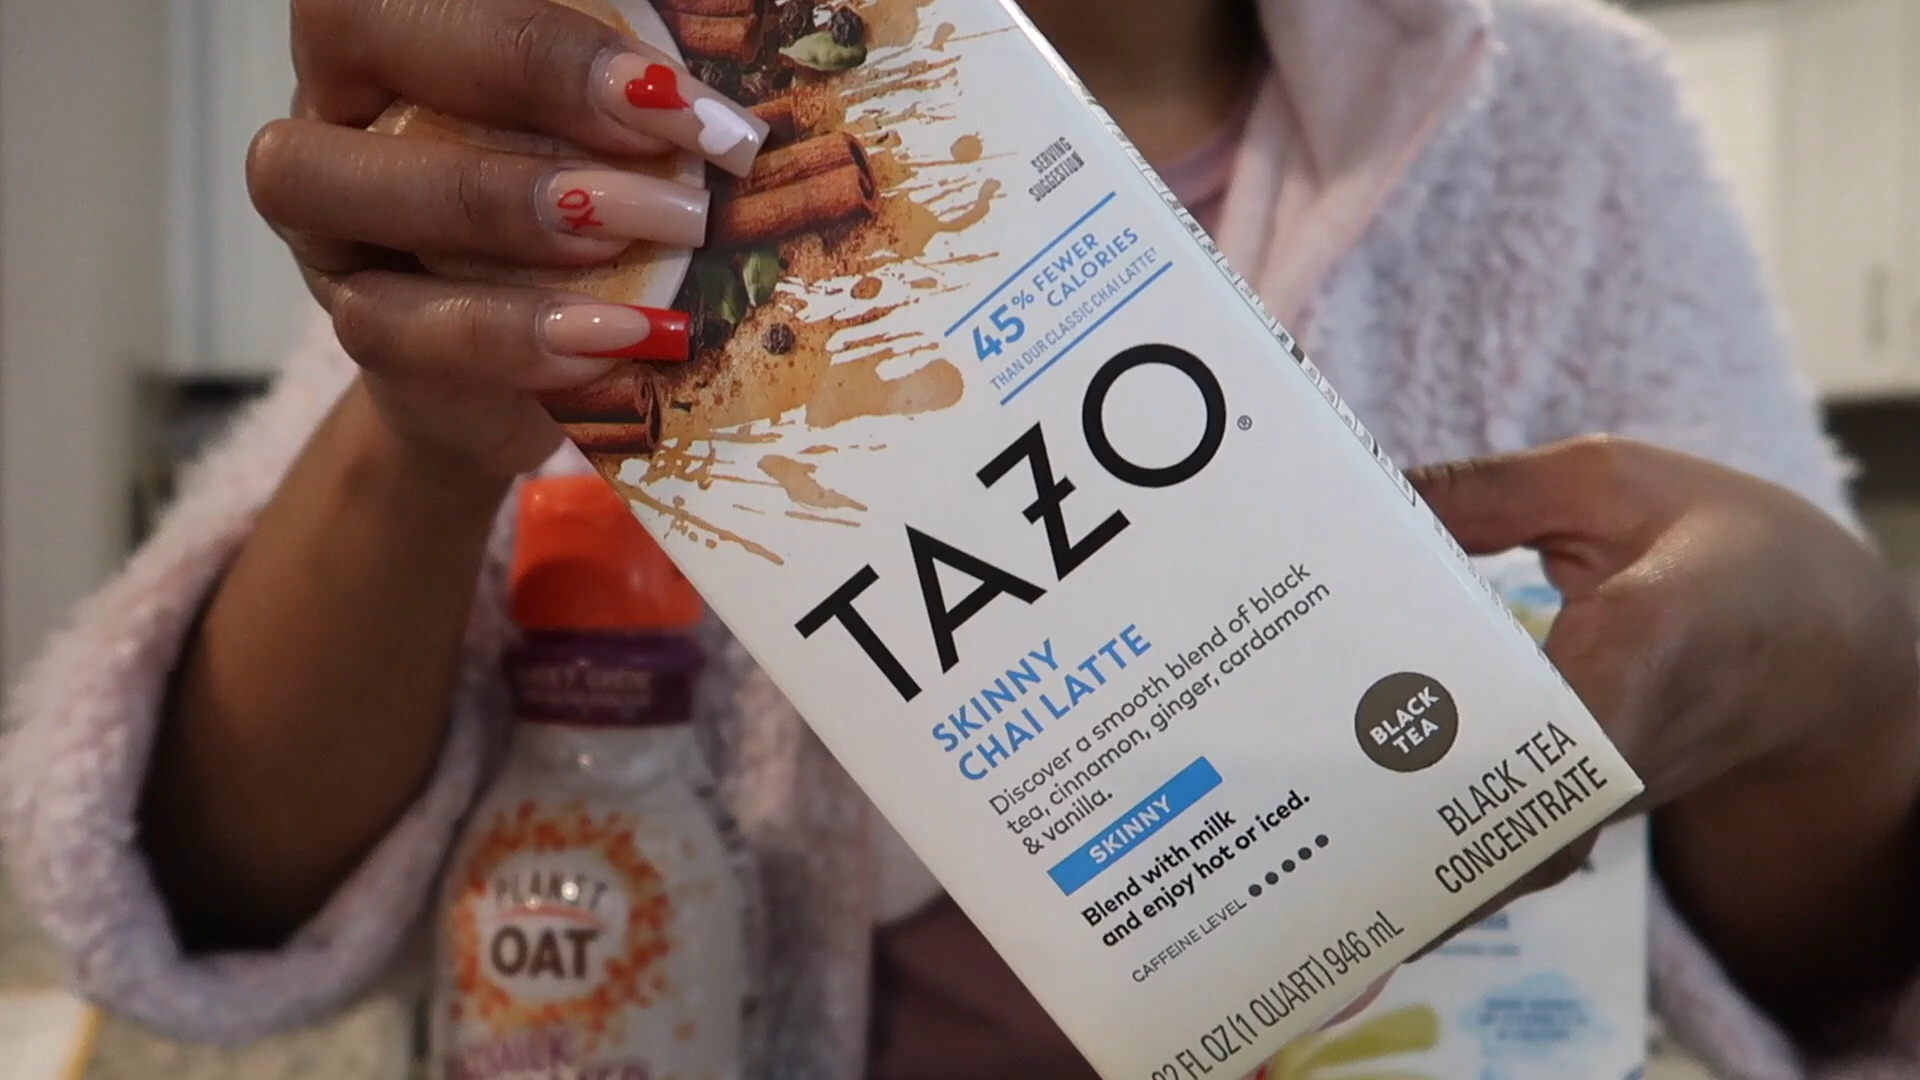 SERVING
SUGGESTION
45% FEWER
CALORIES
THAN OUR CLASSIC CHAI LATTE†
TAZO®
SKINNY
CHAI LATTE
Discover a smooth blend of black
tea, cinnamon, ginger, cardamom
& vanilla.
SKINNY
Blend with milk
and enjoy hot or iced.
CAFFEINE LEVEL
BLACK
TEA
BLACK TEA
CONCENTRATE
32 FL OZ (1 QUART) 946 mL
XO
PLANET
OAT